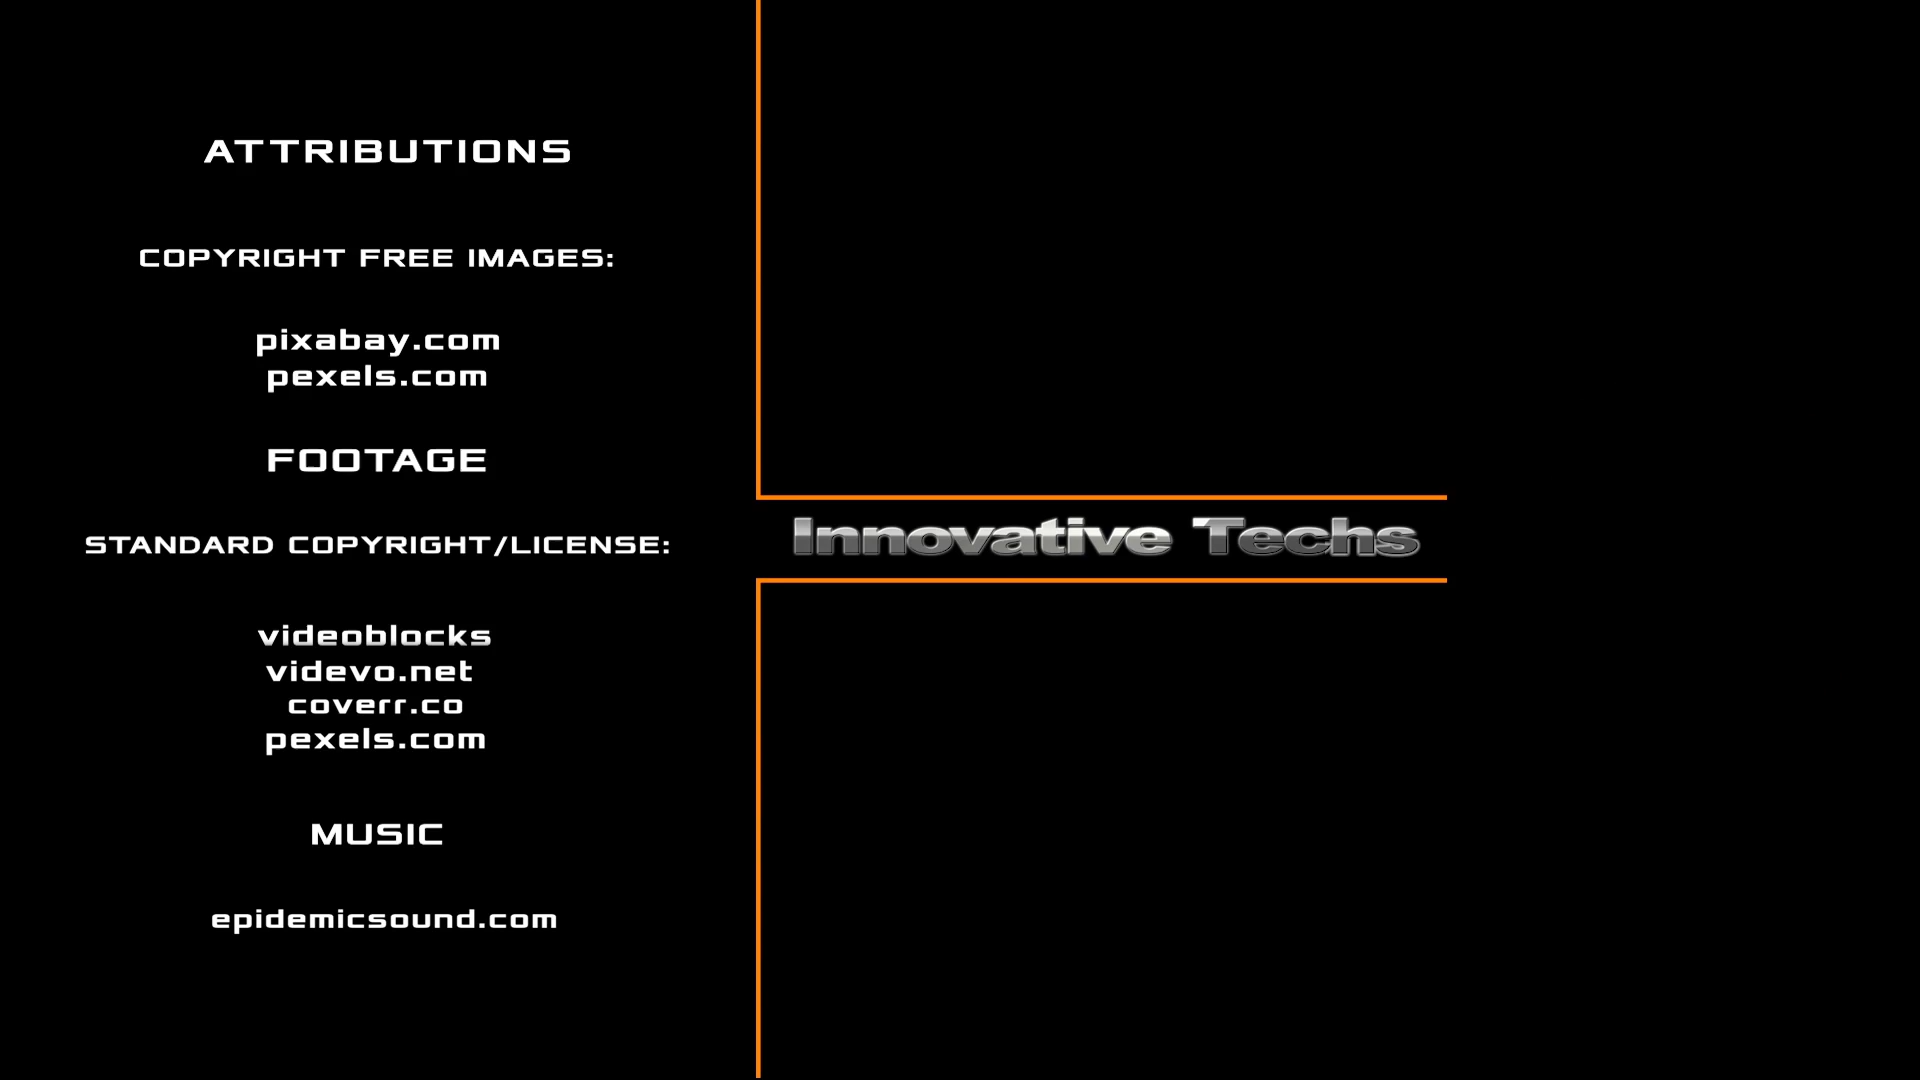 ATTRIBUTIONS
COPYRIGHT FREE IMAGES:
pixabay.com
pexels.com
FOOTAGE
STANDARD COPYRIGHT/LICENSE:
videoblocks
videvo.net
coverr.co
pexels.com
MUSIC
epidemicsound.com
Innovative Techs